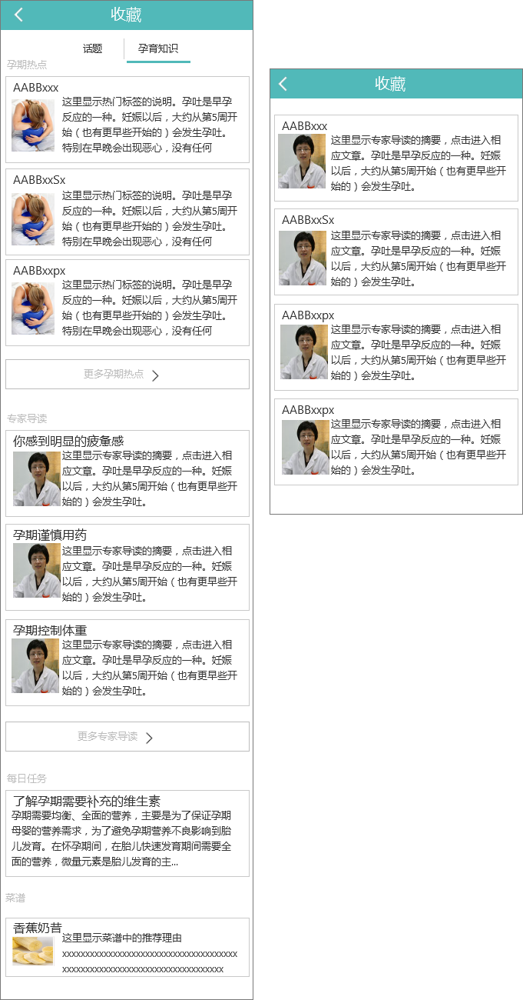 收藏
话题
孕育知识
孕期热点
AABBxxx
这里显示热门标签的说明。孕吐是早孕
反应的一种。妊娠以后，大约从第5周开
始（也有更早些开始的）会发生孕吐。
特别在早晚会出现恶心，没有任何
AABBxxSx
这里显示热门标签的说明。孕吐是早孕
反应的一种。妊娠以后，大约从第5周开
始（也有更早些开始的）会发生孕吐。
特别在早晚会出现恶心，没有任何
AABBxxpx
这里显示热门标签的说明。孕吐是早孕
反应的一种。妊娠以后，大约从第5周开
始（也有更早些开始的）会发生孕吐。
特别在早晚会出现恶心，没有任何
更多孕期热点
专家导读
你感到明显的疲惫感
这里显示专家导读的摘要，点击进入相
应文章。孕吐是早孕反应的一种。妊娠
以后，大约从第5周开始（也有更早些开
始的）会发生孕吐。
孕期谨慎用药
这里显示专家导读的摘要，点击进入相
应文章。孕吐是早孕反应的一种。妊娠
以后，大约从第5周开始（也有更早些开
始的）会发生孕吐。
孕期控制体重
这里显示专家导读的摘要，点击进入相
应文章。孕吐是早孕反应的一种。妊娠
以后，大约从第5周开始（也有更早些开
始的）会发生孕吐。
更多专家导读
每日任务
了解孕期需要补充的维生素
孕期需要均衡、全面的营养，主要是为了保证孕期
母婴的营养需求，为了避免孕期营养不良影响到胎
儿发育。在怀孕期间，在胎儿快速发育期间需要全
面的营养，微量元素是胎儿发育的主...
菜谱
香蕉奶昔
这里显示菜谱中的推荐理由
xxxxxxxxxxxxxxxxxxxxxxxxxxxxxxxxxxxxxx
xxxxxxxxxxxxxxxxxxxxxxxxxxxxxxxxxxx
收藏
AABBxxx
这里显示专家导读的摘要，点击进入相
应文章。孕吐是早孕反应的一种。妊娠
以后，大约从第5周开始（也有更早些开
始的）会发生孕吐。
AABBxxSx
这里显示专家导读的摘要，点击进入相
应文章。孕吐是早孕反应的一种。妊娠
以后，大约从第5周开始（也有更早些开
始的）会发生孕吐。
AABBxxpx
这里显示专家导读的摘要，点击进入相
应文章。孕吐是早孕反应的一种。妊娠
以后，大约从第5周开始（也有更早些开
始的）会发生孕吐。
AABBxxpx
这里显示专家导读的摘要，点击进入相
应文章。孕吐是早孕反应的一种。妊娠
以后，大约从第5周开始（也有更早些开
始的）会发生孕吐。